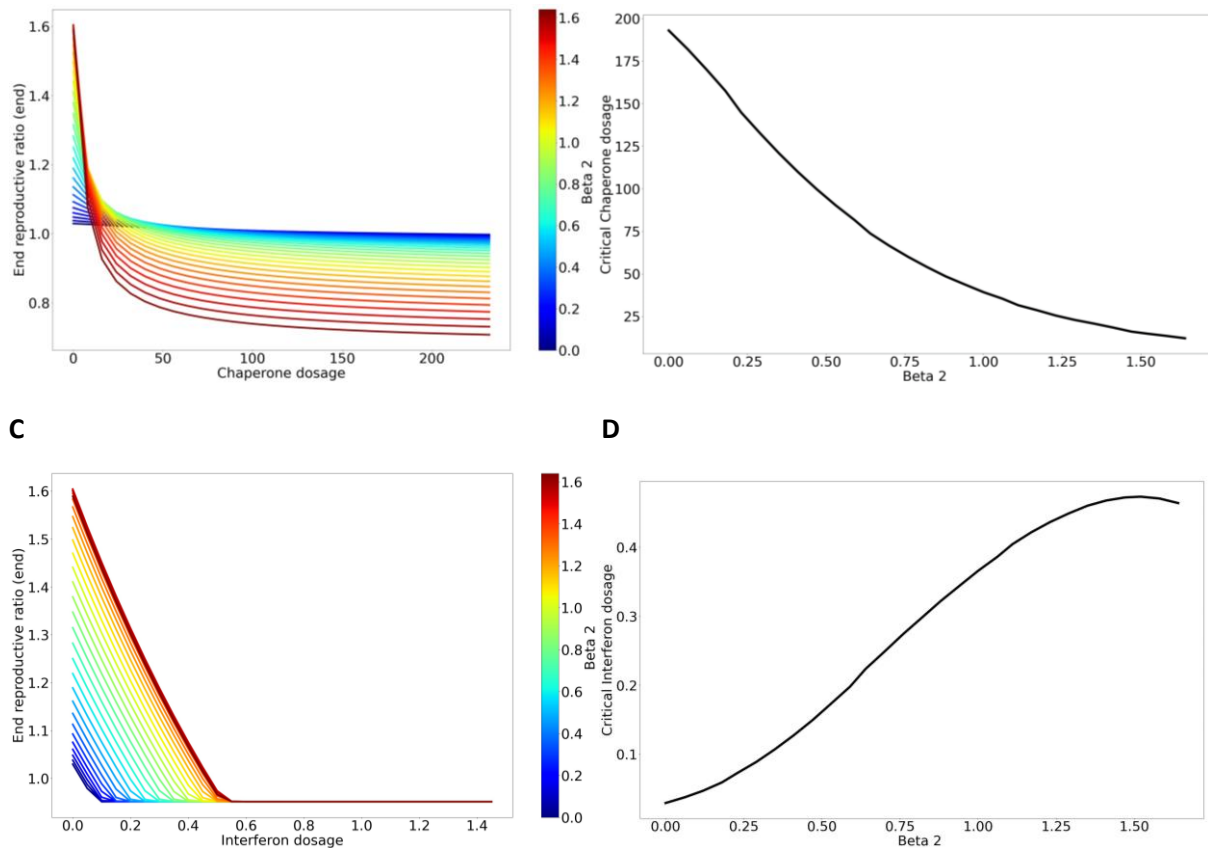 1.6
1.4
1.2
1.0
0.8
End reproductive ratio (end)
0 50 100 150 200
Chaperone dosage
1.6
1.4
1.2
1.0
0.8
0.6
0.4
0.2
0.0
Beta 2
200
175
150
125
100
75
50
25
Critical Chaperone dosage
0.00 0.25 0.50 0.75 1.00 1.25 1.50
Beta 2
C
D
1.6
1.5
1.4
1.3
1.2
1.1
1.0
End reproductive ratio (end)
0.0 0.2 0.4 0.6 0.8 1.0 1.2 1.4
Interferon dosage
1.6
1.4
1.2
1.0
0.8
0.6
0.4
0.2
0.0
Beta 2
0.4
0.3
0.2
0.1
Critical Interferon dosage
0.00 0.25 0.50 0.75 1.00 1.25 1.50
Beta 2